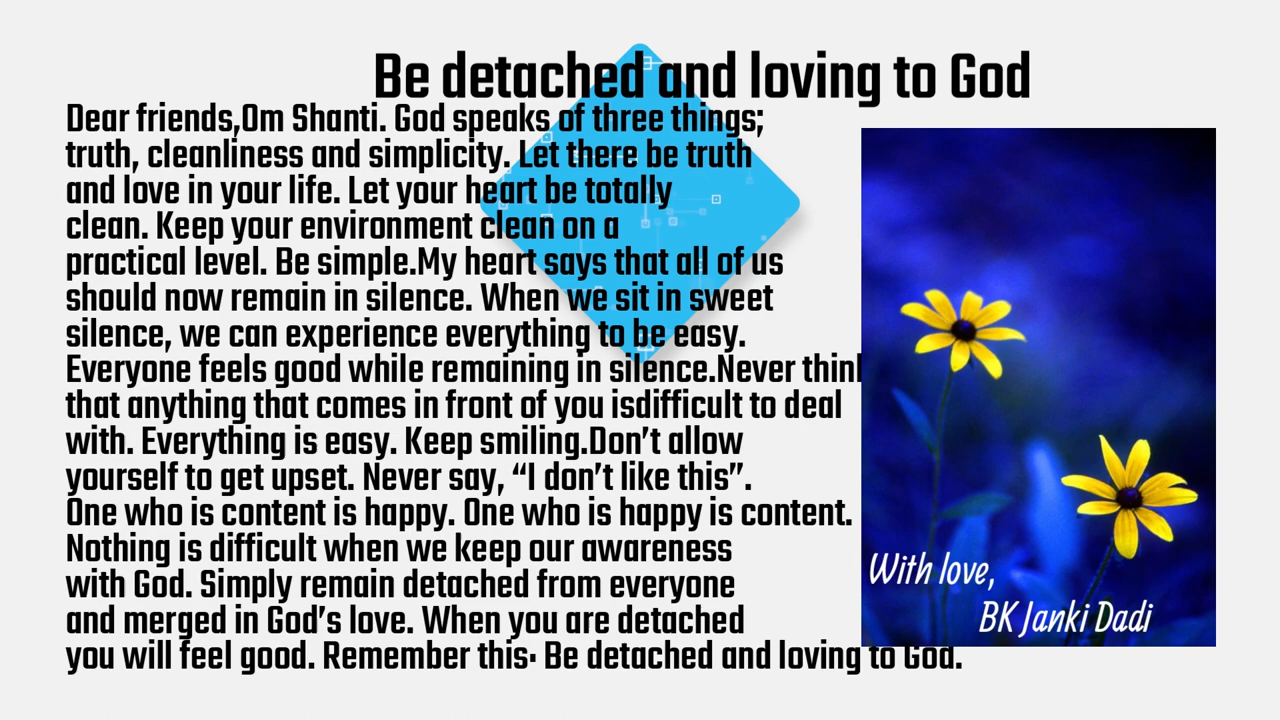 Be detached and loving to God
Dear friends,Om Shanti. God speaks of three things;
truth, cleanliness and simplicity. Let there be truth
and love in your life. Let your heart be totally
clean. Keep your environment clean on a
practical level. Be simple.My heart says that all of us
should now remain in silence. When we sit in sweet
silence, we can experience everything to be easy.
Everyone feels good while remaining in silence.Never think
that anything that comes in front of you isdifficult to deal
with. Everything is easy. Keep smiling.Don’t allow
yourself to get upset. Never say, “I don’t like this”.
One who is content is happy. One who is happy is content.
Nothing is difficult when we keep our awareness
with God. Simply remain detached from everyone
and merged in God’s love. When you are detached
you will feel good. Remember this: Be detached and loving to God.
With love,
BK Janki Dadi